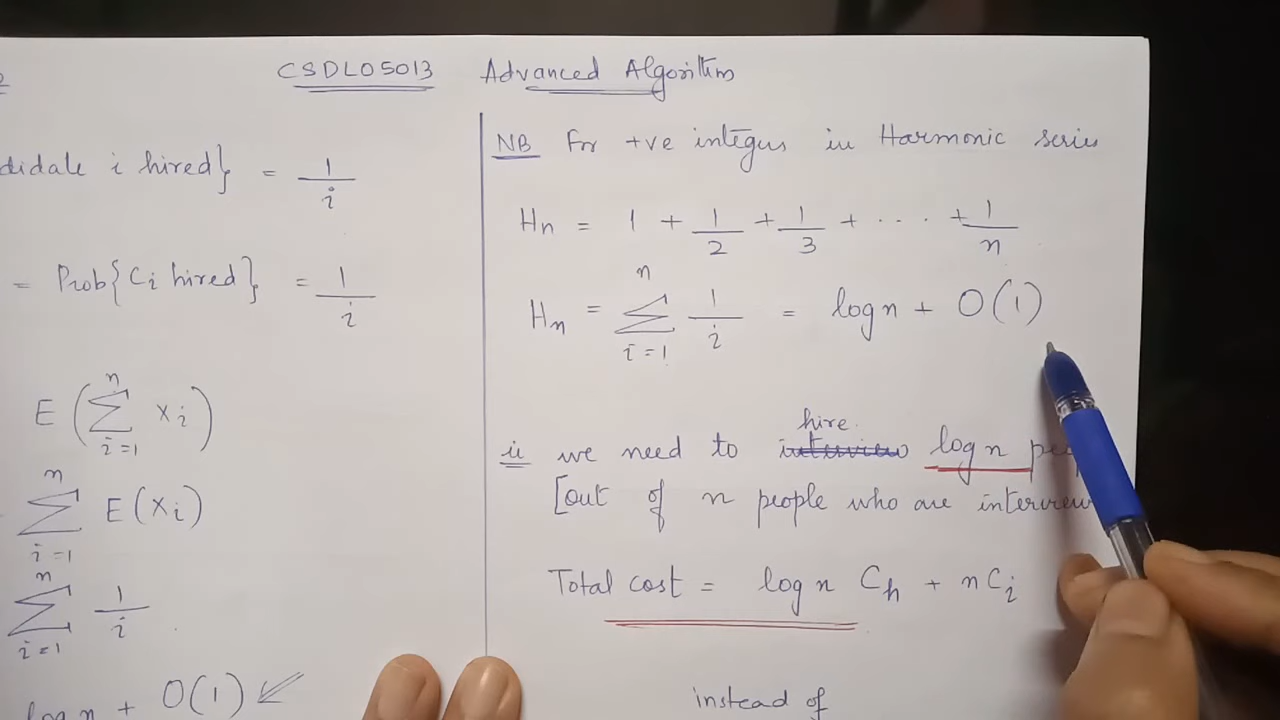 CSDLO5013 Advanced Algorithm
didate i hired} = 1/i
= Prob{Ci hired} = 1/i
E(∑_{i=1}^{n} Xi)
∑_{i=1}^{n} E(Xi)
∑_{i=1}^{n} 1/i
log n + O(1)
NB For +ve integers in Harmonic series
Hn = 1 + 1/2 + 1/3 + .... + 1/n
Hn = ∑_{i=1}^{n} 1/i = log n + O(1)
hire
ie we need to interview log n
[out of n people who are interview
Total cost = log n Ch + nCi
instead of